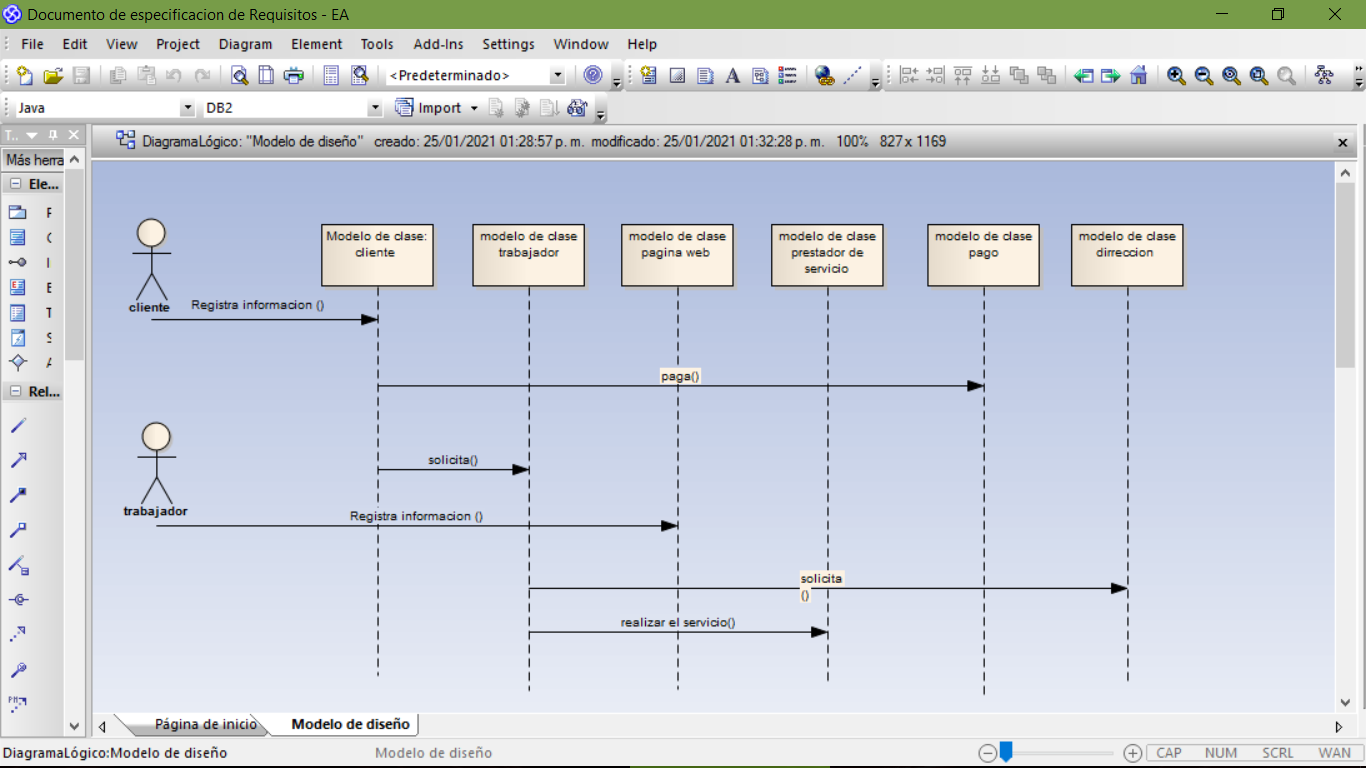 Documento de especificacion de Requisitos - EA
File Edit View Project Diagram Element Tools Add-Ins Settings Window Help
<Predeterminado>
Java DB2 Import
T..
DiagramaLógico: "Modelo de diseño" creado: 25/01/2021 01:28:57 p. m. modificado: 25/01/2021 01:32:28 p. m. 100% 827 x 1169
Más herra
Ele...
Rel...
Modelo de clase:
cliente
modelo de clase
trabajador
modelo de clase
pagina web
modelo de clase
prestador de
servicio
modelo de clase
pago
modelo de clase
dirreccion
cliente
Registra informacion ()
paga()
solicita()
trabajador
Registra informacion ()
solicita
()
realizar el servicio()
Página de inicio Modelo de diseño
DiagramaLógico:Modelo de diseño Modelo de diseño CAP NUM SCRL WAN